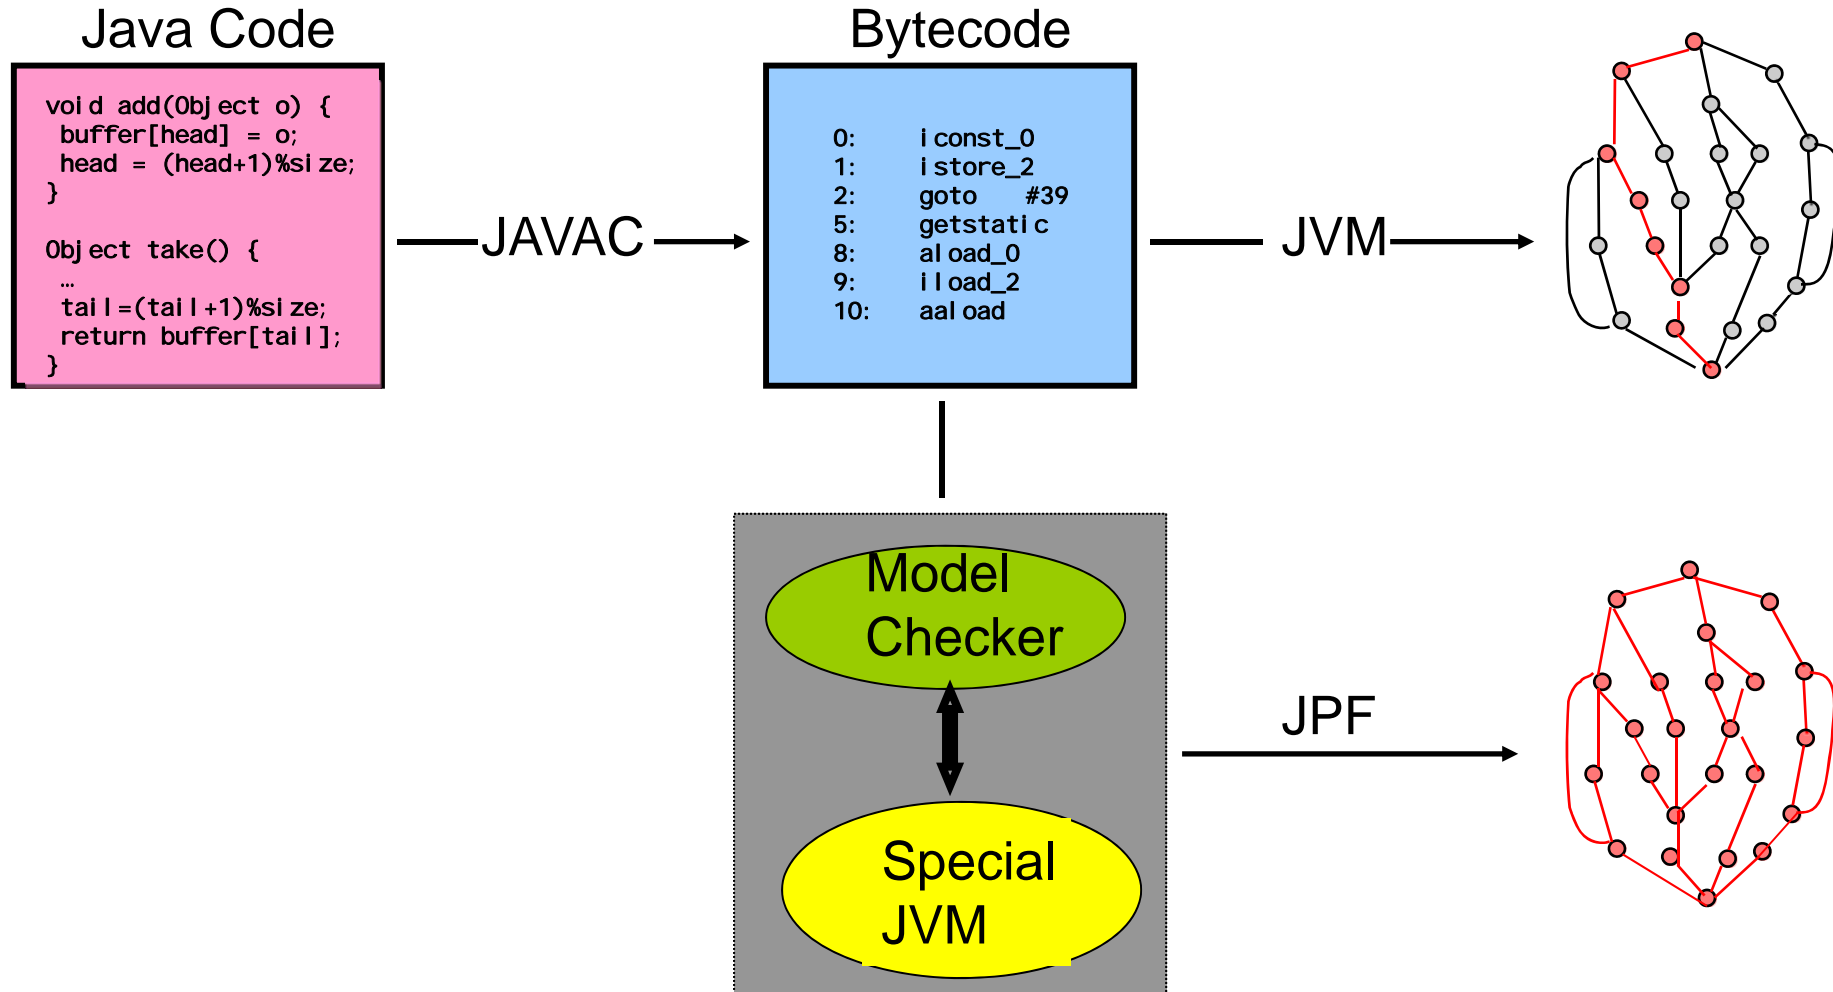 Java Code
void add(Object o) {
buffer[head] = o;
head = (head+1)%size;
}
Object take() {
…
tail=(tail+1)%size;
return buffer[tail];
}
JAVAC
Bytecode
0: iconst_0
1: istore_2
2: goto #39
5: getstatic
8: aload_0
9: iload_2
10: aaload
JVM
Model
Checker
Special
JVM
JPF